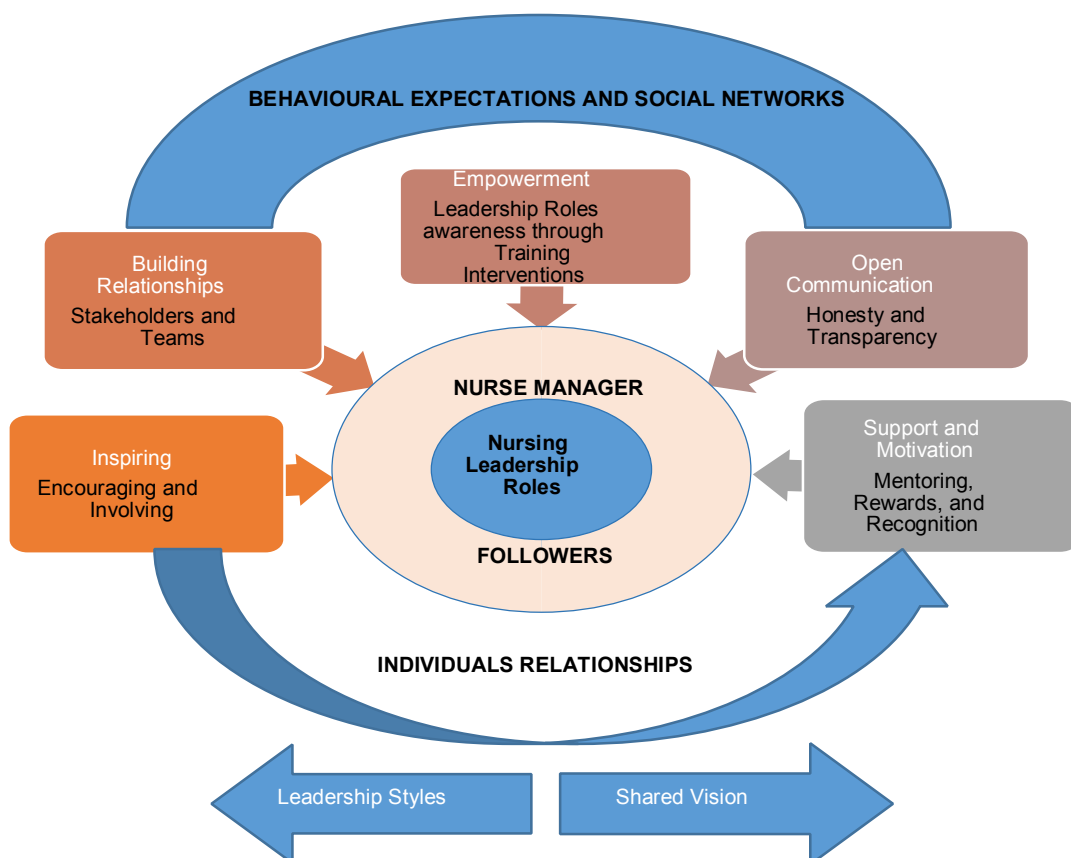 BEHAVIOURAL EXPECTATIONS AND SOCIAL NETWORKS
Empowerment
Leadership Roles
awareness through
Training
Interventions
Building
Relationships
Stakeholders and
Teams
Open
Communication
Honesty and
Transparency
NURSE MANAGER
Nursing
Leadership
Roles
FOLLOWERS
Inspiring
Encouraging and
Involving
Support and
Motivation
Mentoring,
Rewards, and
Recognition
INDIVIDUALS RELATIONSHIPS
Leadership Styles
Shared Vision